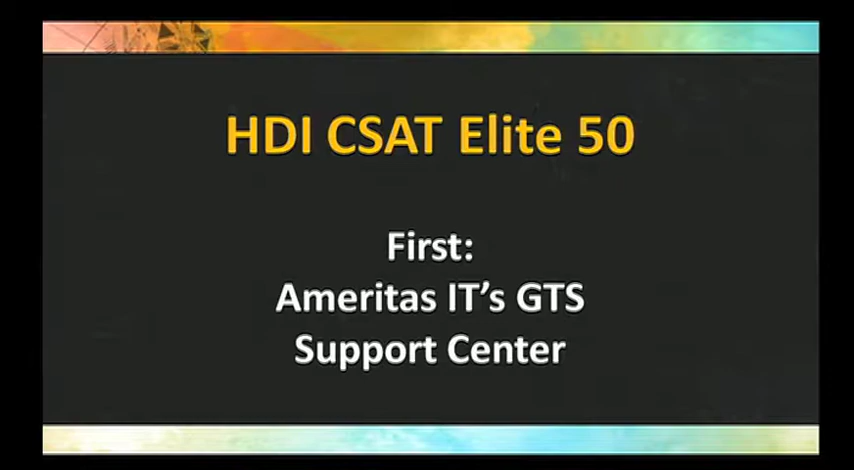 HDI CSAT Elite 50
First:
Ameritas IT’s GTS
Support Center